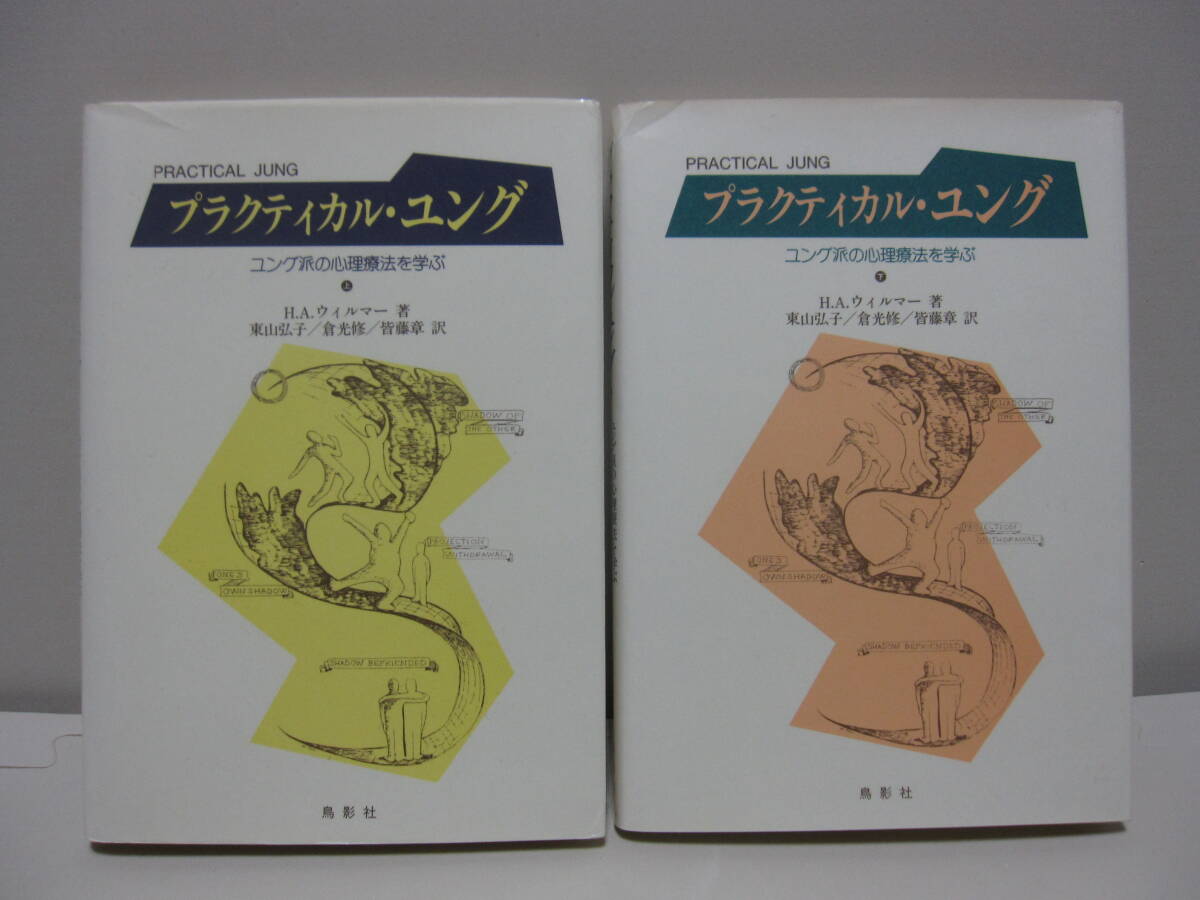 PRACTICAL JUNG
プラクティカル・ユング
ユング派の心理療法を学ぶ
上
H.A.ウィルマー 著
東山弘子／倉光修／皆藤章 訳
SHADOW OF
THE OTHER
PROJECTION
WITHDRAWAL
ONE'S
OWN SHADOW
SHADOW BEFRIENDED
鳥影社
PRACTICAL JUNG
プラクティカル・ユング
ユング派の心理療法を学ぶ
下
H.A.ウィルマー 著
東山弘子／倉光修／皆藤章 訳
SHADOW OF
THE OTHER
PROJECTION
WITHDRAWAL
ONE'S
OWN SHADOW
SHADOW BEFRIENDED
鳥影社